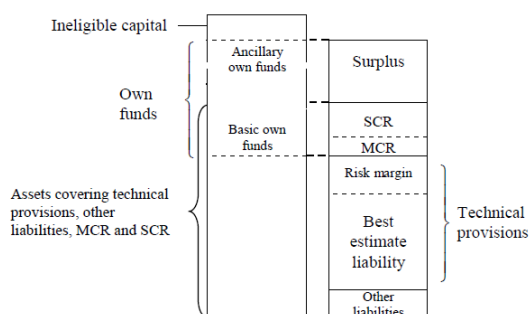 Ineligible capital
Ancillary
own funds
Surplus
Own
funds
SCR
Basic own
funds
MCR
Risk margin
Assets covering technical
provisions, other
liabilities, MCR and SCR
Best
estimate
liability
Technical
provisions
Other
liabilities